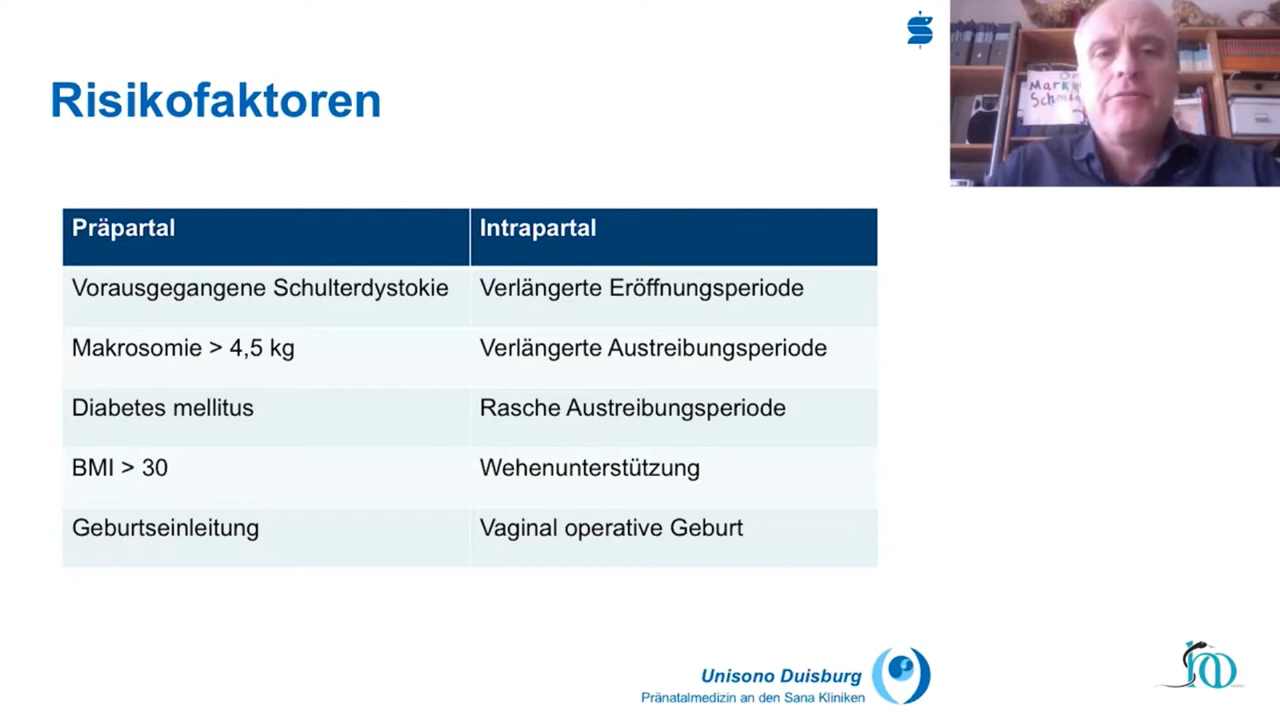 Risikofaktoren
Mark
Präpartal Intrapartal
Vorausgegangene Schulterdystokie Verlängerte Eröffnungsperiode
Makrosomie > 4,5 kg Verlängerte Austreibungsperiode
Diabetes mellitus Rasche Austreibungsperiode
BMI > 30 Wehenunterstützung
Geburtseinleitung Vaginal operative Geburt
Unisono Duisburg
Pränatalmedizin an den Sana Kliniken